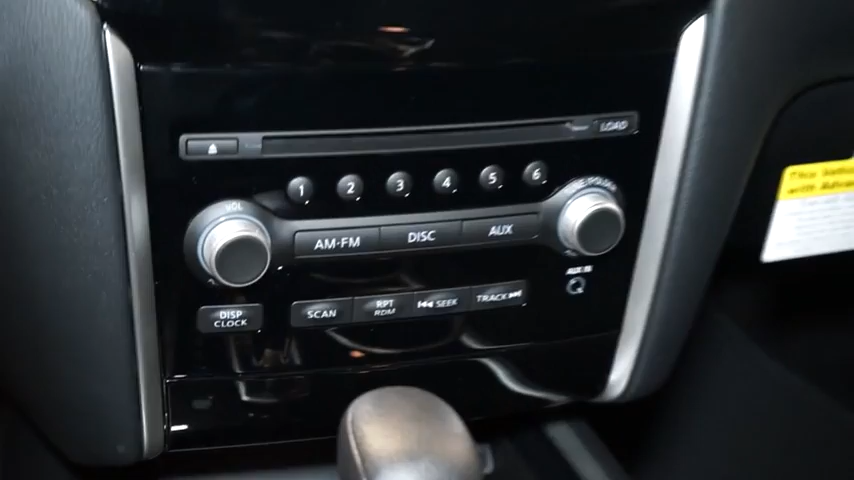 LOAD
1 2 3 4 5 6
VOL
AM·FM DISC AUX
AUX IN
DISP
CLOCK
SCAN
RPT
RDM
SEEK
TRACK